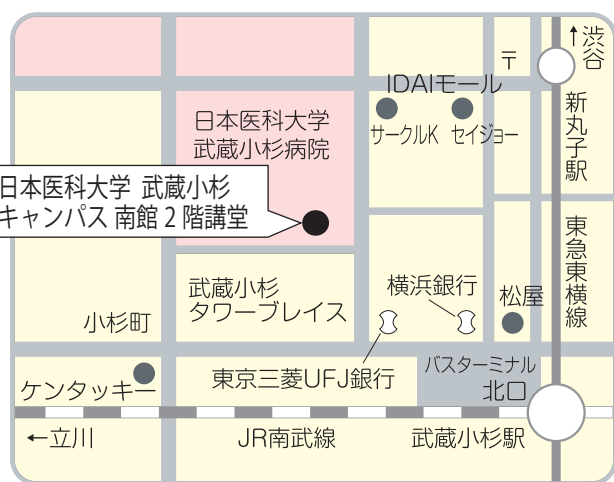 ↑渋谷
〒
IDAIモール
サークルK
セイジョー
新丸子駅
日本医科大学
武蔵小杉病院
日本医科大学 武蔵小杉
キャンパス 南館 2 階講堂
東急東横線
武蔵小杉
タワープレイス
横浜銀行
松屋
小杉町
東京三菱UFJ銀行
バスターミナル
北口
ケンタッキー
←立川
JR南武線
武蔵小杉駅